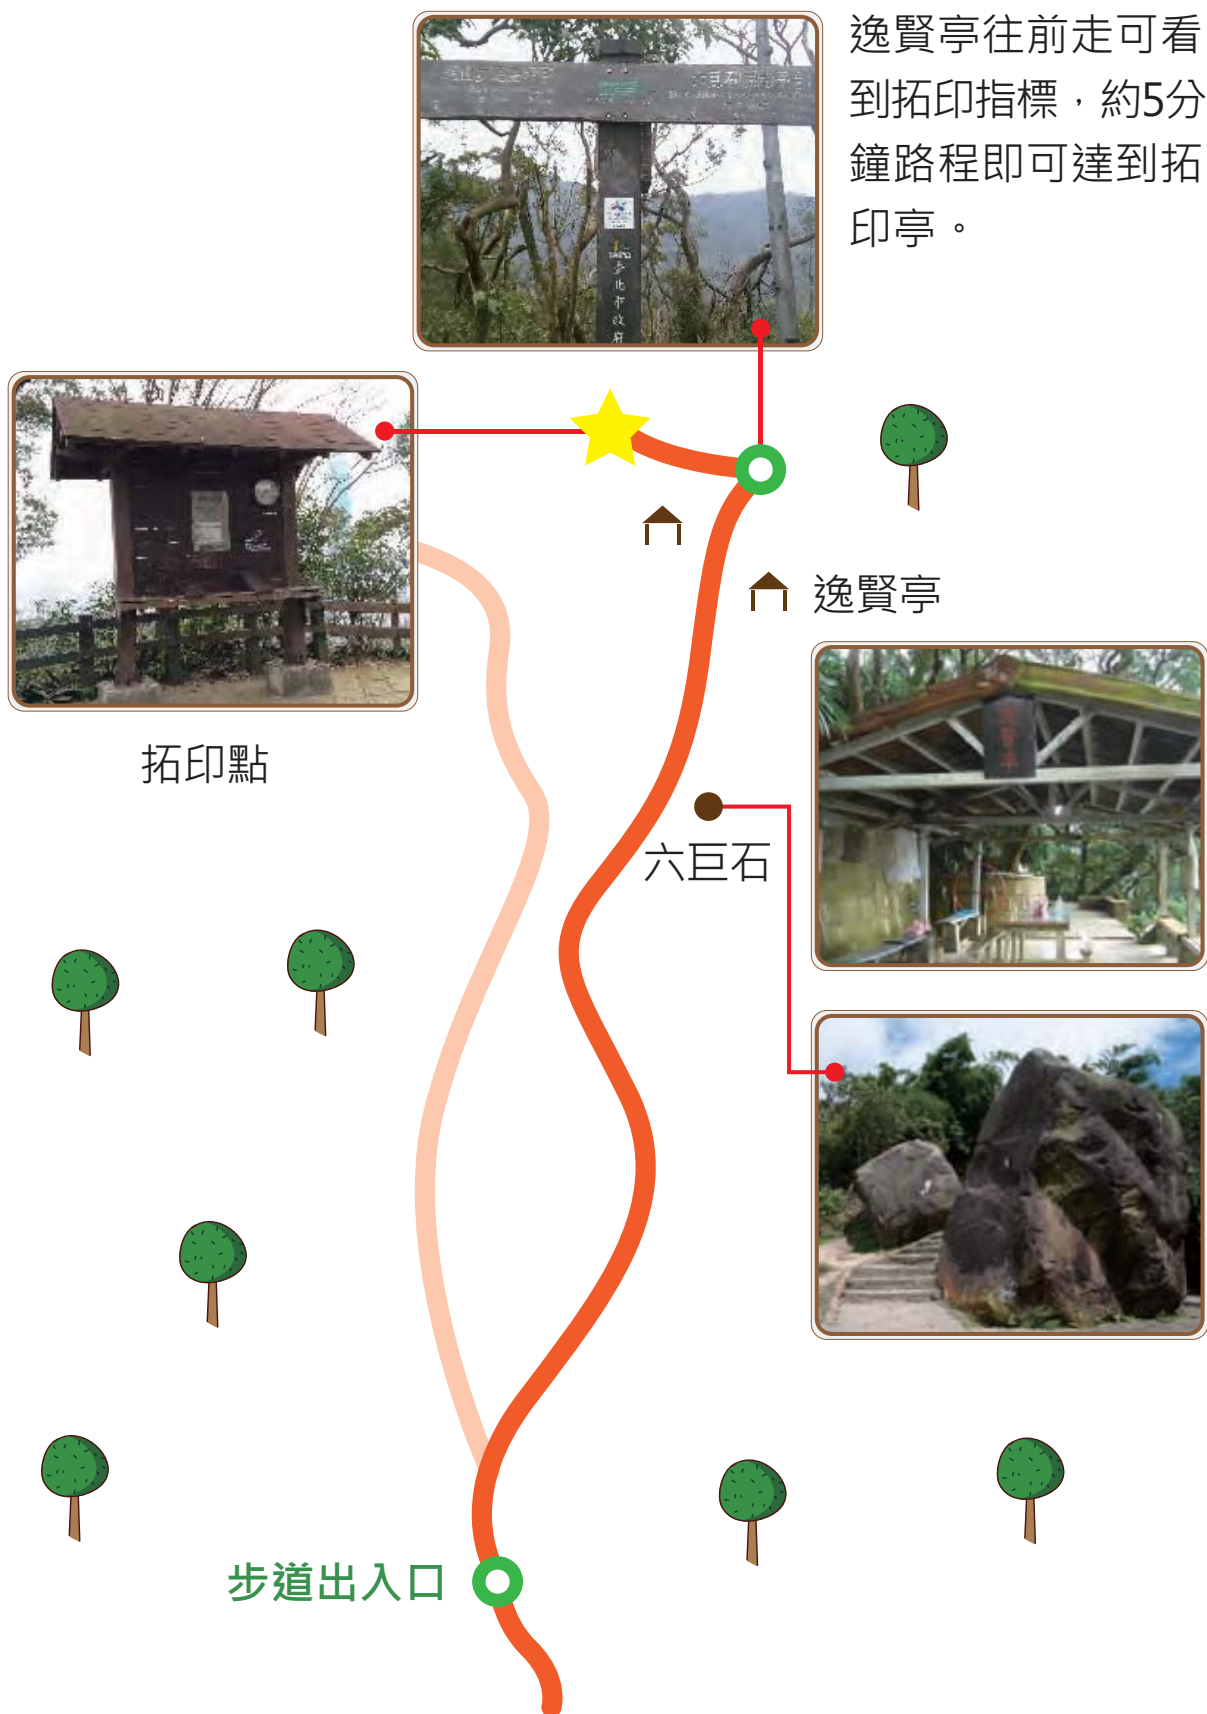 逸賢亭往前走可看
到拓印指標，約5分
鐘路程即可達到拓
印亭。
逸賢亭
拓印點
六巨石
步道出入口